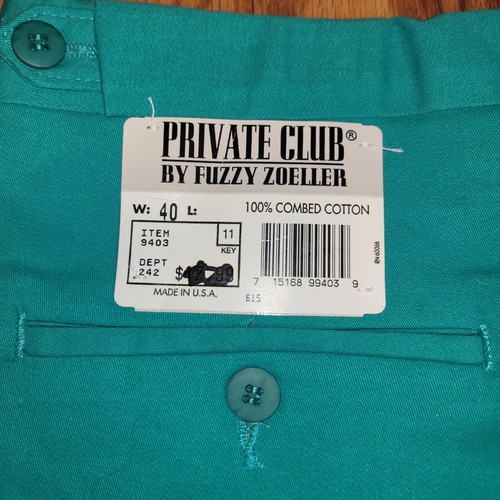 PRIVATE CLUB®
BY FUZZY ZOELLER
W: 40 L:
100% COMBED COTTON
ITEM
9403
11
KEY
DEPT
242
MADE IN U.S.A.
7 15168 99403 9
615